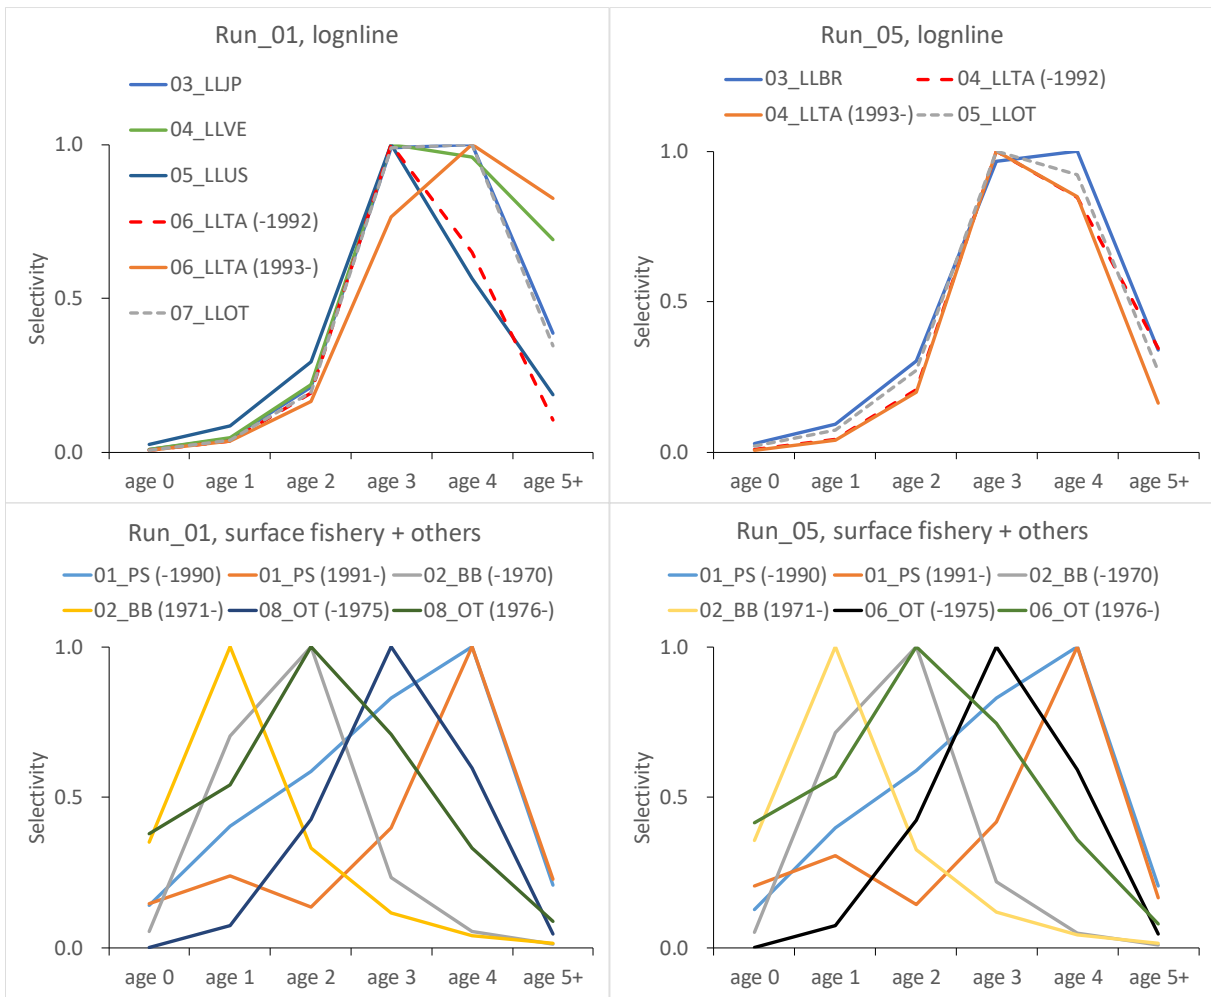 Run_01, lognline
03_LLJP
04_LLVE
05_LLUS
06_LLTA (-1992)
06_LLTA (1993-)
07_LLOT
Selectivity
1.0
0.5
0.0
age 0 age 1 age 2 age 3 age 4 age 5+
Run_05, lognline
03_LLBR 04_LLTA (-1992)
04_LLTA (1993-) 05_LLOT
Selectivity
1.0
0.5
0.0
age 0 age 1 age 2 age 3 age 4 age 5+
Run_01, surface fishery + others
01_PS (-1990) 01_PS (1991-) 02_BB (-1970)
02_BB (1971-) 08_OT (-1975) 08_OT (1976-)
Selectivity
1.0
0.5
0.0
age 0 age 1 age 2 age 3 age 4 age 5+
Run_05, surface fishery + others
01_PS (-1990) 01_PS (1991-) 02_BB (-1970)
02_BB (1971-) 06_OT (-1975) 06_OT (1976-)
Selectivity
1.0
0.5
0.0
age 0 age 1 age 2 age 3 age 4 age 5+